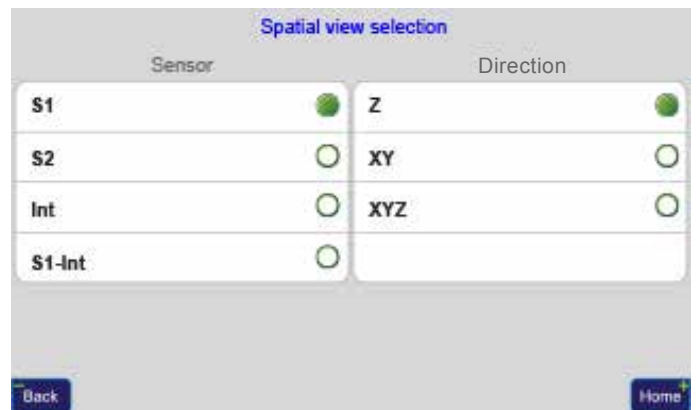 Spatial view selection
Sensor Direction
S1 Z
S2 XY
Int XYZ
S1-Int
Back Home